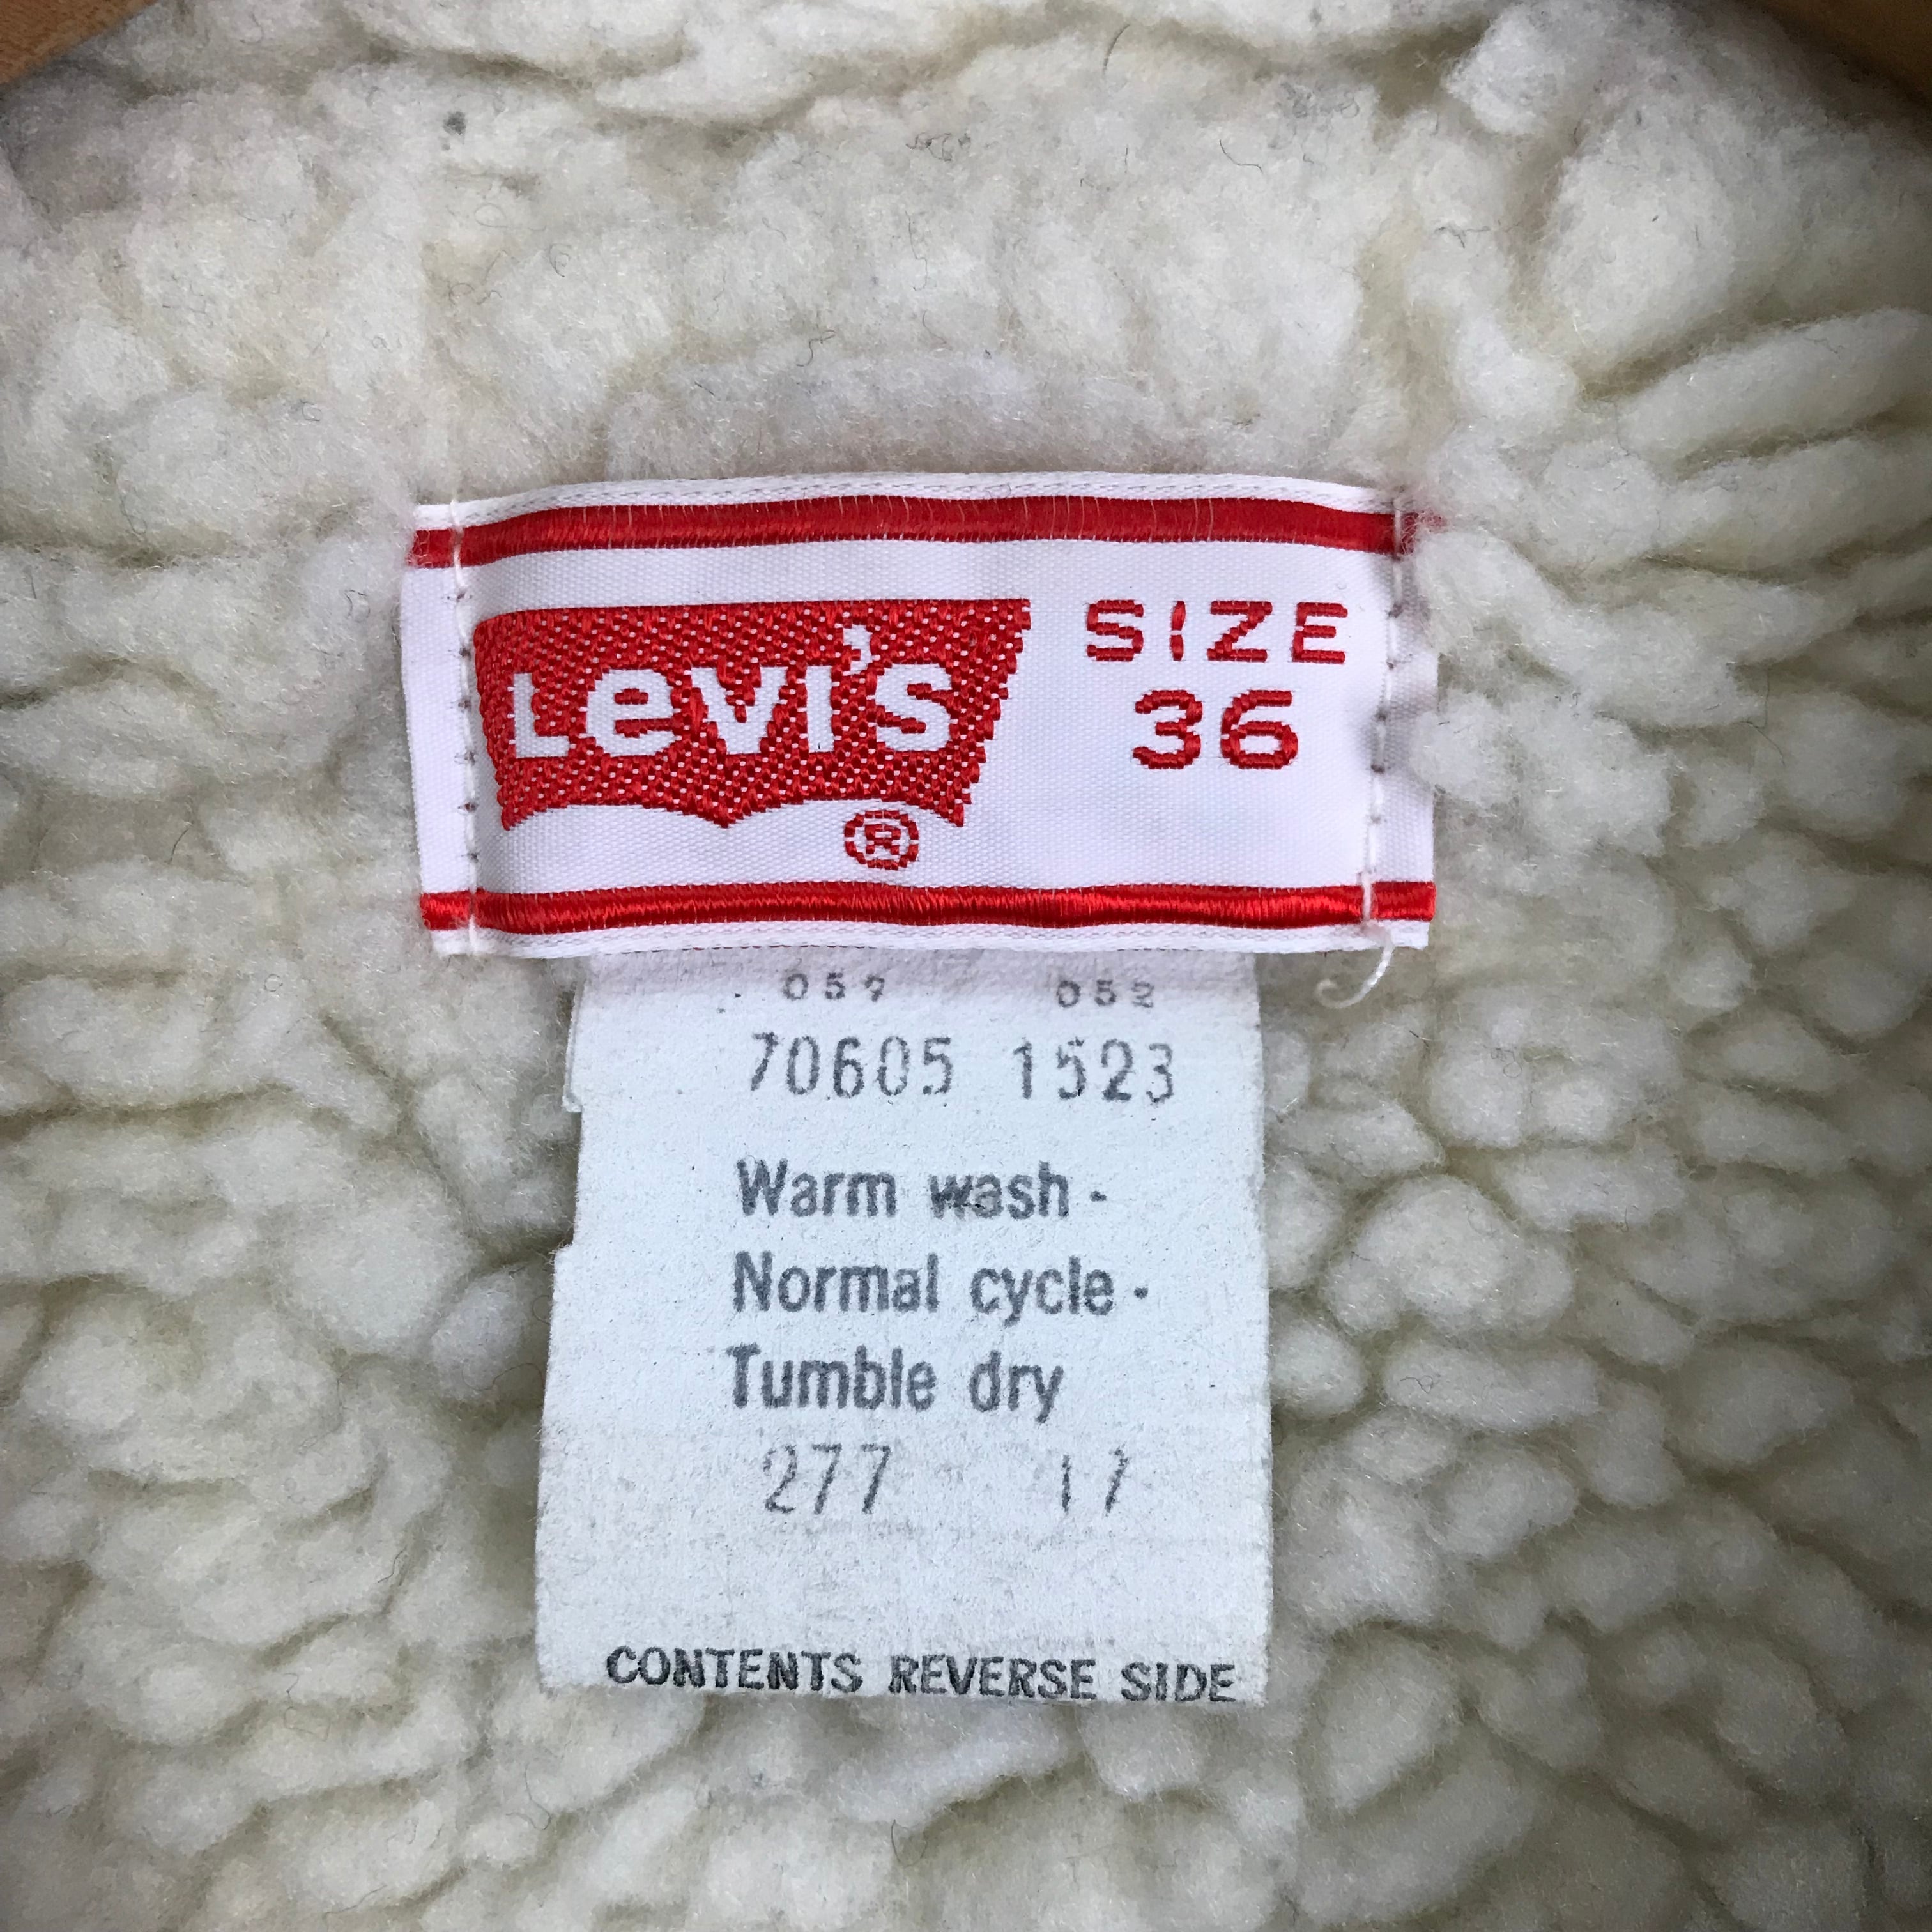 Levi's ®
SIZE
36
057 052
70605 1523
Warm wash -
Normal cycle -
Tumble dry
277 17
CONTENTS REVERSE SIDE